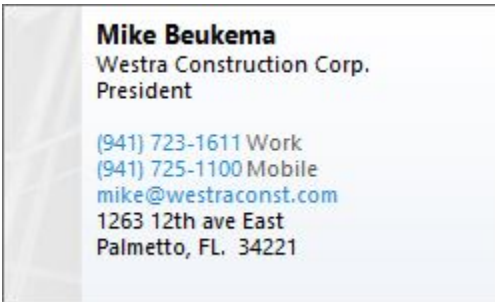 Mike Beukema
Westra Construction Corp.
President
(941) 723-1611 Work
(941) 725-1100 Mobile
mike@westraconst.com
1263 12th ave East
Palmetto, FL.  34221